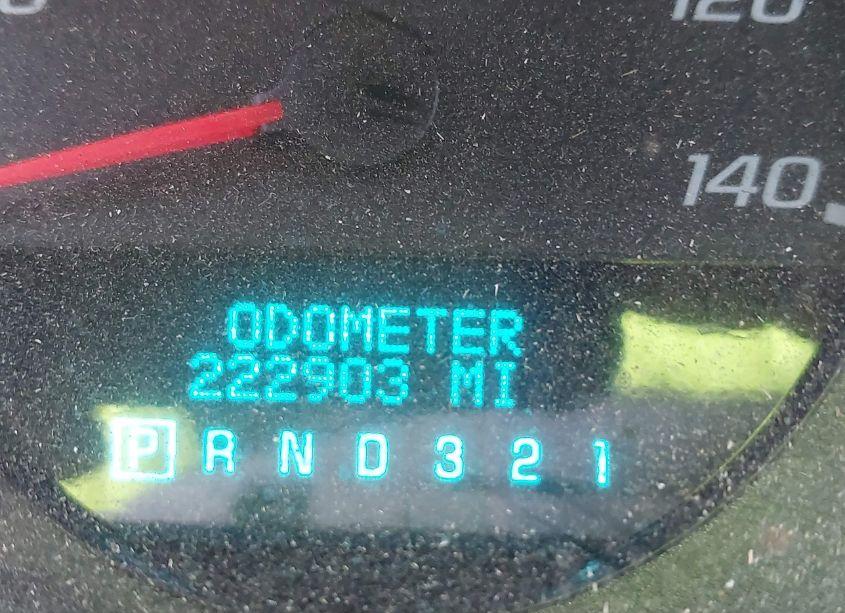 120
140
ODOMETER
222903 MI
P R N D 3 2 1